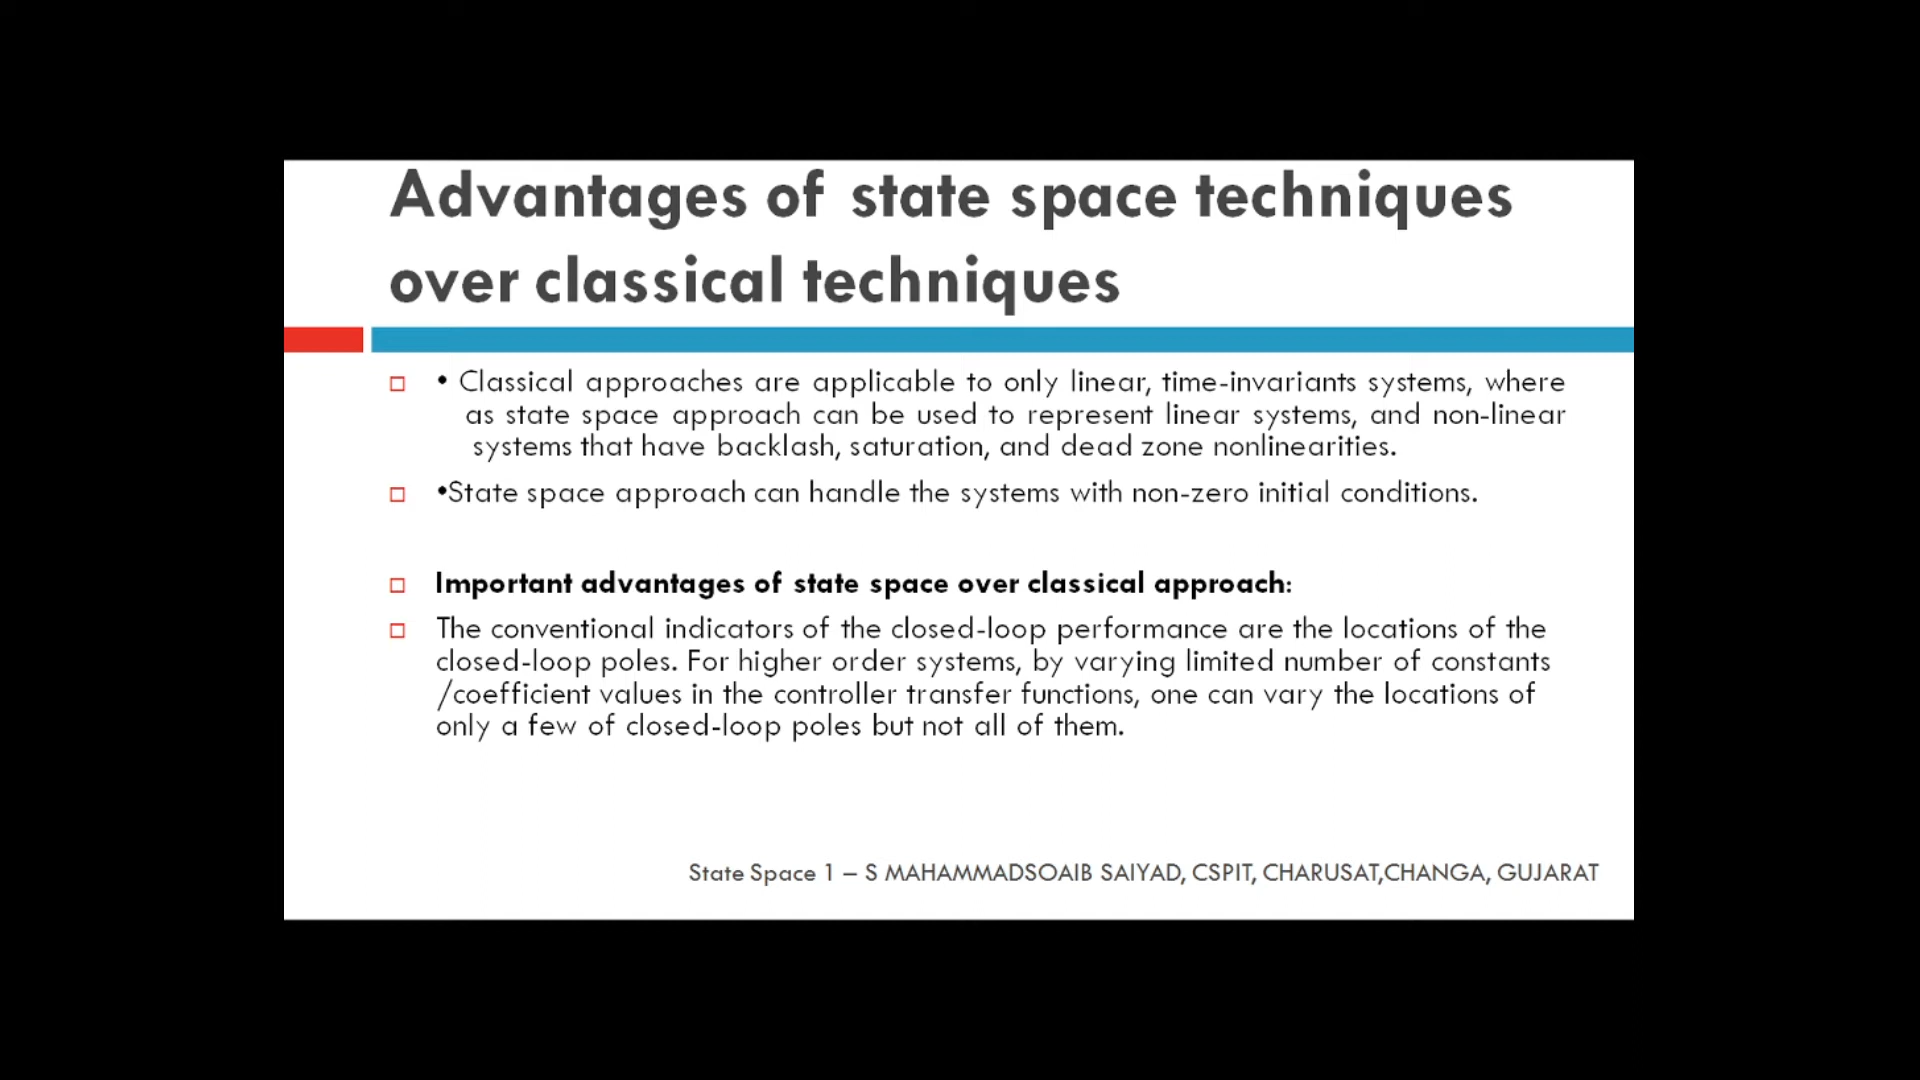 Advantages of state space techniques
over classical techniques
• Classical approaches are applicable to only linear, time-invariants systems, where
as state space approach can be used to represent linear systems, and non-linear
systems that have backlash, saturation, and dead zone nonlinearities.
•State space approach can handle the systems with non-zero initial conditions.
Important advantages of state space over classical approach:
The conventional indicators of the closed-loop performance are the locations of the
closed-loop poles. For higher order systems, by varying limited number of constants
/coefficient values in the controller transfer functions, one can vary the locations of
only a few of closed-loop poles but not all of them.
State Space 1 – S MAHAMMADSOAIB SAIYAD, CSPIT, CHARUSAT,CHANGA, GUJARAT